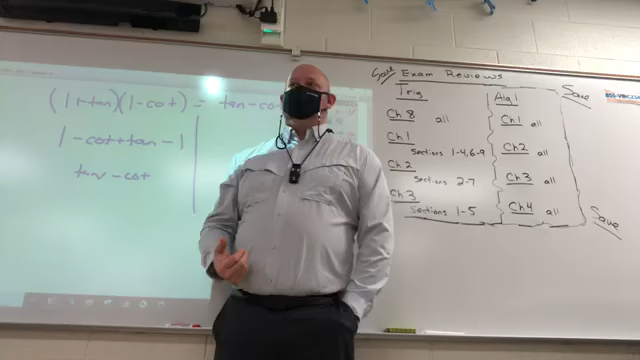 (1+tan)(1-cot) = tan-co
1-cot+tan-1
tan-cot
Save Exam Reviews
Trig
Ch 8 all
Ch 1
sections 1-4, 6-9
Ch 2
sections 2-7
Ch 3
sections 1-5
Alg 1
Ch 1
all
Ch 2
all
Ch 3
all
Ch 4 all
Save
Save